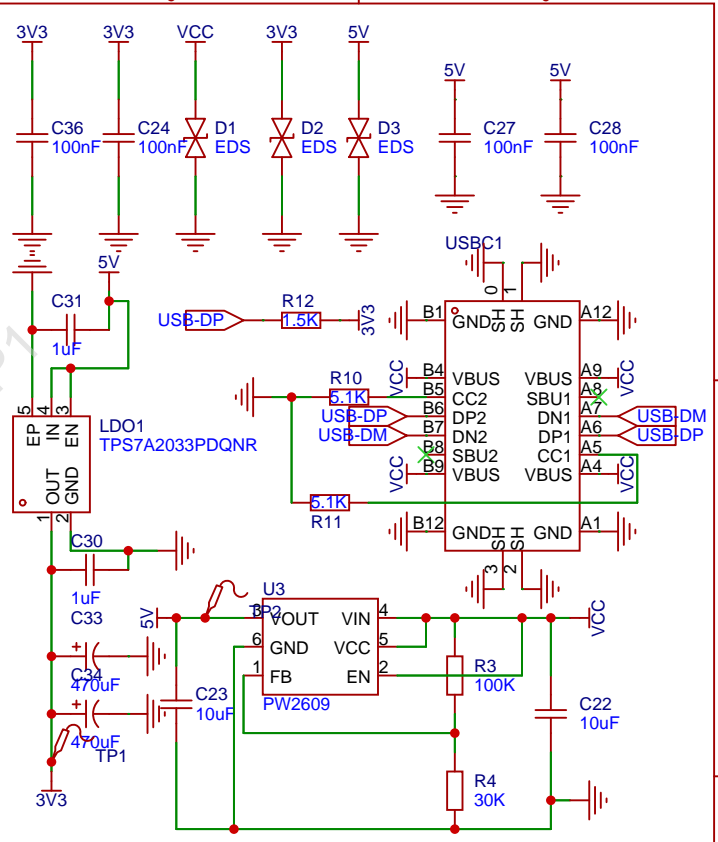 3V3
3V3
VCC
3V3
5V
5V
5V
C36
100nF
C24
100nF
D1
EDS
D2
EDS
D3
EDS
C27
100nF
C28
100nF
5V
C31
1uF
USB-DP
R12
1.5K
3V3
USBC1
0
1
SH
SH
B1
GND
GND
A12
VCC
B4
VBUS
VBUS
A9
VCC
B5
CC2
SBU1
A8
R10
5.1K
USB-DP
B6
DP2
DN1
A7
USB-DM
USB-DM
B7
DN2
DP1
A6
USB-DP
B8
SBU2
CC1
A5
VCC
B9
VBUS
VBUS
A4
VCC
5.1K
R11
B12
GND
GND
A1
SH
SH
3
2
5
4
3
EP
IN
EN
LDO1
TPS7A2033PDQNR
OUT
GND
1
2
C30
1uF
C33
470uF
C34
470uF
TP1
3V3
5V
TP2
U3
3
VOUT
VIN
4
6
GND
VCC
5
1
FB
EN
2
PW2609
VCC
C23
10uF
R3
100K
R4
30K
C22
10uF
P1